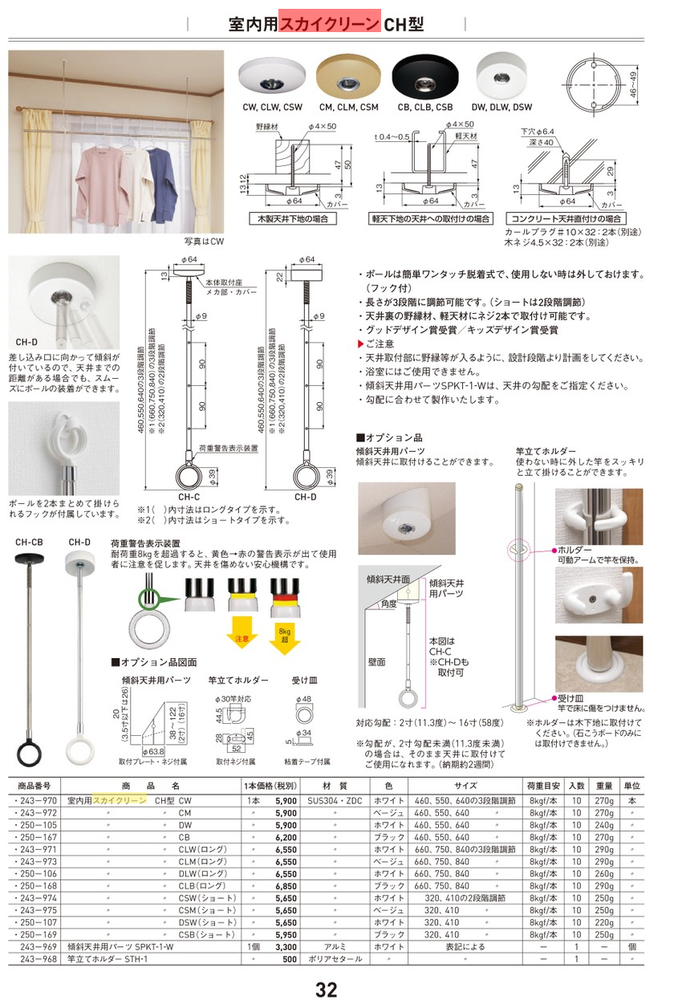 室内用スカイクリーン CH型
写真はCW
CW, CLW, CSW
CM, CLM, CSM
CB, CLB, CSB
DW, DLW, DSW
46~49
野縁材
φ4×50
12
13
47
50
3
φ64
カバー
木製天井下地の場合
t 0.4~0.5
φ4×50
軽天材
13
47
3
φ64
カバー
軽天下地の天井への取付けの場合
下穴φ6.4
深さ40
29
13
3
φ64
カバー
コンクリート天井直付けの場合
カールプラグ#10×32:2本(別途)
木ネジ4.5×32:2本(別途)
CH-D
差し込み口に向かって傾斜が
付いているので、天井までの
距離がある場合でも、スムー
ズにポールの装着ができます。
ポールを2本まとめて掛けら
れるフックが付属しています。
φ64
13
本体取付座
メカ部・カバー
φ9
460,550,640の3段階調節
※1(660,750,840)の3段階調節
※2(320,410)の2段階調節
90
90
荷重警告表示装置
φ39
CH-C
φ64
22
φ9
460,550,640の3段階調節
※1(660,750,840)の3段階調節
※2(320,410)の2段階調節
90
90
φ39
CH-D
※1( )内寸法はロングタイプを示す。
※2( )内寸法はショートタイプを示す。
・ポールは簡単ワンタッチ脱着式で、使用しない時は外しておけます。
(フック付)
・長さが3段階に調節可能です。(ショートは2段階調節)
・天井裏の野縁材、軽天材にネジ2本で取付け可能です。
・グッドデザイン賞受賞/キッズデザイン賞受賞
▶ご注意
・天井取付部に野縁等が入るように、設計段階より計画をしてください。
・浴室にはご使用できません。
・傾斜天井用パーツSPKT-1-Wは、天井の勾配をご指定ください。
・勾配に合わせて製作いたします。
CH-CB
CH-D
荷重警告表示装置
耐荷重8kgを超過すると、黄色→赤の警告表示が出て使用
者に注意を促します。天井を傷めない安心機構です。
注意
8kg
超
■オプション品図面
傾斜天井用パーツ
20
(3.5寸以下は26)
38~122
(2寸)(16寸)
φ63.8
取付プレート・ネジ付属
竿立てホルダー
φ30竿対応
44.5
28
45
52
取付ネジ付属
受け皿
φ48
φ34
5
粘着テープ付属
■オプション品
傾斜天井用パーツ
傾斜天井に取付けることができます。
傾斜天井面
傾斜天井
用パーツ
角度
壁面
本図は
CH-C
※CH-Dも
取付可
対応勾配:2寸(11.3度)~16寸(58度)
※勾配が、2寸勾配未満(11.3度未満)
の場合は、そのまま天井に取付けて
ご使用になれます。(納期約2週間)
竿立てホルダー
使わない時に外した竿をスッキリ
と立て掛けることができます。
●ホルダー
可動アームで竿を保持。
●受け皿
竿で床に傷をつけません。
※ホルダーは木下地に取付けて
ください。(石こうボードのみに
は取付けできません。)
商品番号 商品名 1本価格(税別) 材質 色 サイズ 荷重目安 入数 重量 単位
・243-970 室内用スカイクリーン CH型 CW 1本 5,900 SUS304・ZDC ホワイト 460、550、640の3段階調節 8kgf/本 10 270g 本
・243-972 〃 〃 CM 〃 5,900 〃 ベージュ 460、550、640 〃 8kgf/本 10 270g 〃
・250-105 〃 〃 DW 〃 5,900 〃 ホワイト 460、550、640 〃 8kgf/本 10 240g 〃
・250-167 〃 〃 CB 〃 6,200 〃 ブラック 460、550、640 〃 8kgf/本 10 270g 〃
・243-971 〃 〃 CLW(ロング) 〃 6,550 〃 ホワイト 660、750、840の3段階調節 8kgf/本 10 290g 〃
・243-973 〃 〃 CLM(ロング) 〃 6,550 〃 ベージュ 660、750、840 〃 8kgf/本 10 290g 〃
・250-106 〃 〃 DLW(ロング) 〃 6,550 〃 ホワイト 660、750、840 〃 8kgf/本 10 260g 〃
・250-168 〃 〃 CLB(ロング) 〃 6,850 〃 ブラック 660、750、840 〃 8kgf/本 10 290g 〃
・243-974 〃 〃 CSW(ショート) 〃 5,650 〃 ホワイト 320、410の2段階調節 8kgf/本 10 250g 〃
・243-975 〃 〃 CSM(ショート) 〃 5,650 〃 ベージュ 320、410 〃 8kgf/本 10 250g 〃
・250-107 〃 〃 DSW(ショート) 〃 5,650 〃 ホワイト 320、410 〃 8kgf/本 10 220g 〃
・250-169 〃 〃 CSB(ショート) 〃 5,950 〃 ブラック 320、410 〃 8kgf/本 10 250g 〃
243-969 傾斜天井用パーツ SPKT-1-W 1個 3,300 アルミ ホワイト 表記による ー 1 ー 個
243-968 竿立てホルダー STH-1 〃 500 ポリアセタール 〃 〃 ー 1 ー 〃
32